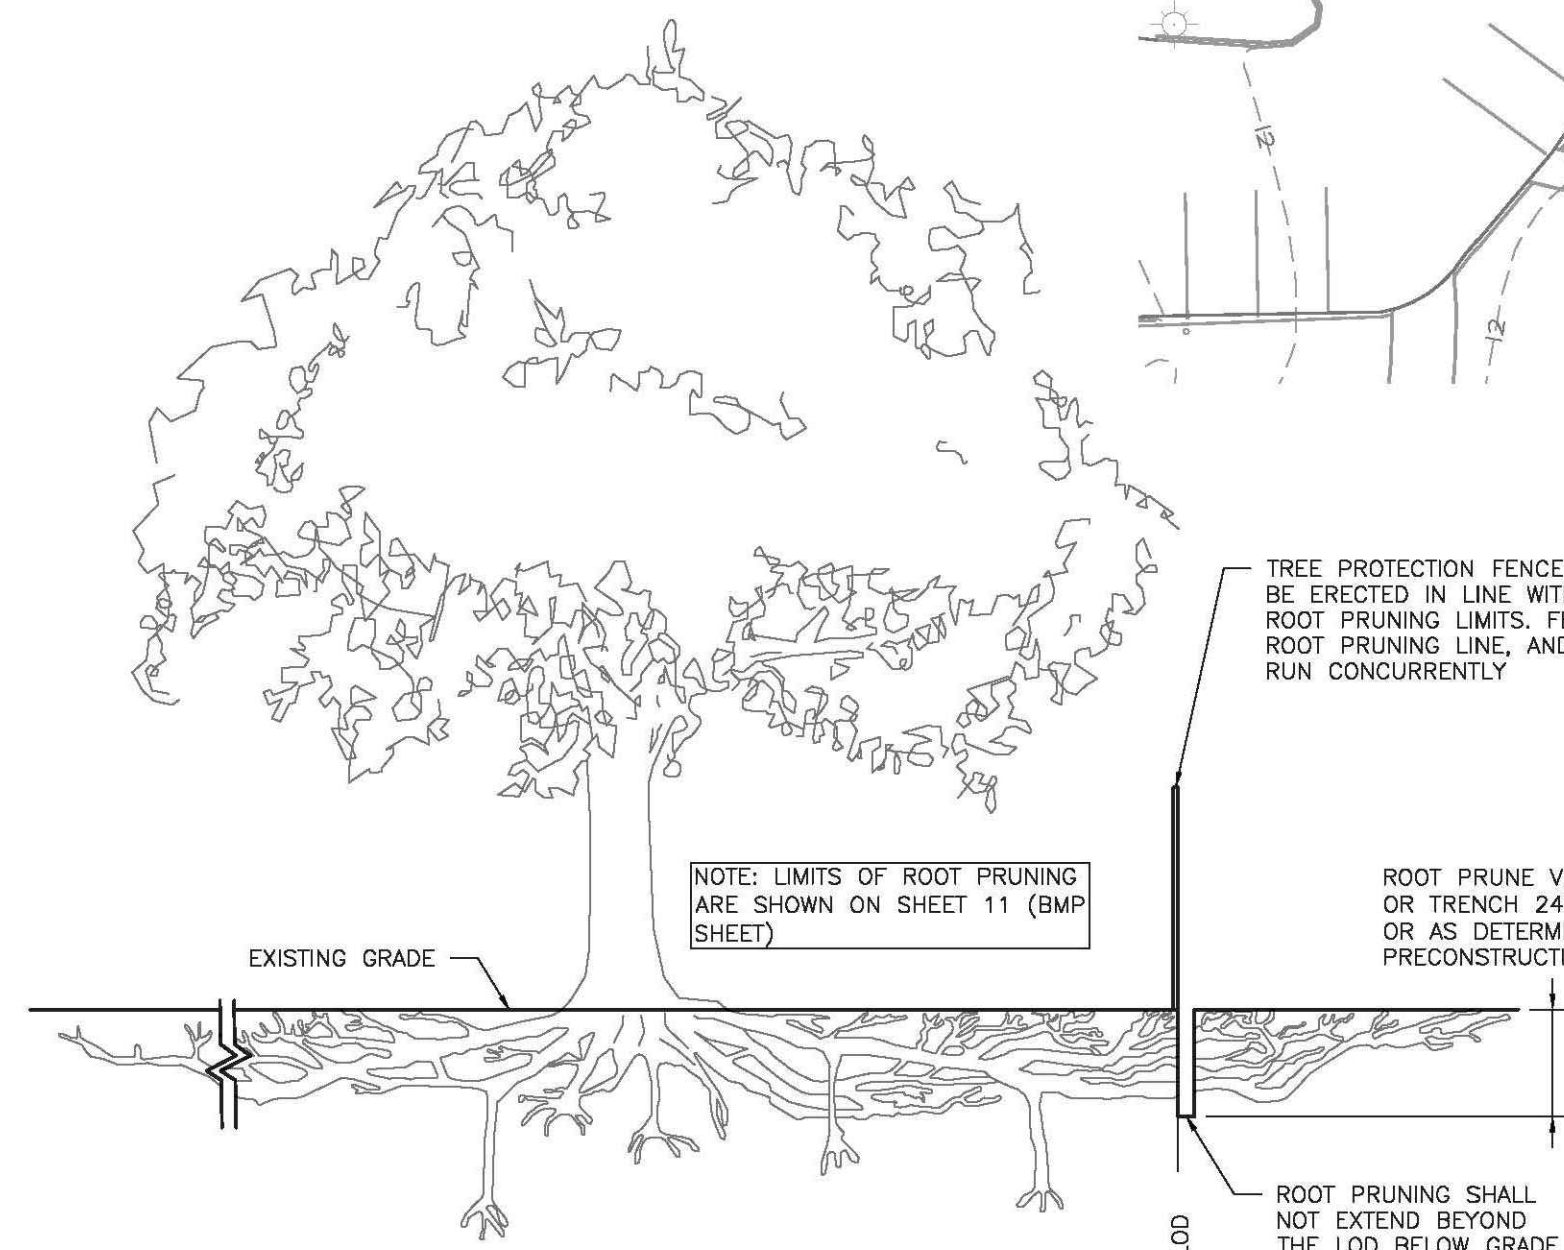 12
12
TREE PROTECTION FENCE
BE ERECTED IN LINE
ROOT PRUNING LIMITS.
ROOT PRUNING LINE, AND
RUN CONCURRENTLY
NOTE: LIMITS OF ROOT PRUNING
ARE SHOWN ON SHEET 11 (BMP
SHEET)
ROOT PRUNE
OR TRENCH 24
OR AS
EXISTING GRADE
ROOT PRUNING SHALL
NOT EXTEND BEYOND
THE LOD BELOW GRADE
LOD